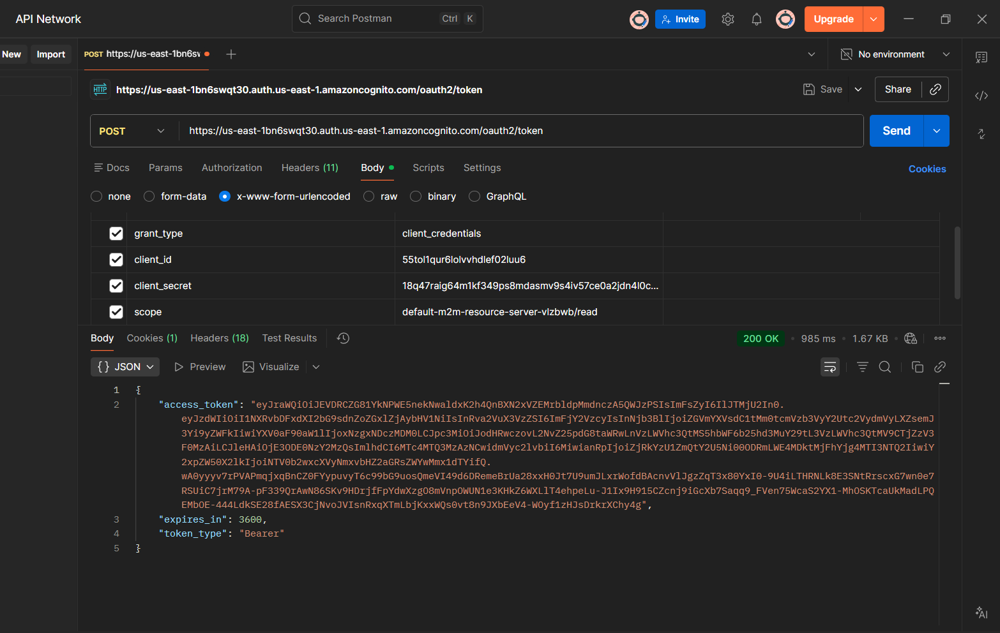 API Network
Search Postman
Ctrl K
Invite
Upgrade
New
Import
POST https://us-east-1bn6sv
No environment
HTTP
https://us-east-1bn6swqt30.auth.us-east-1.amazoncognito.com/oauth2/token
Save
Share
POST
https://us-east-1bn6swqt30.auth.us-east-1.amazoncognito.com/oauth2/token
Send
Docs Params Authorization Headers (11) Body Scripts Settings
Cookies
none form-data x-www-form-urlencoded raw binary GraphQL
grant_type client_credentials
client_id 55tol1qur6lolvvhdlef02luu6
client_secret 18q47raig64m1kf349ps8mdasmv9s4iv57ce0a2jdn4l0c...
scope default-m2m-resource-server-vlzbwb/read
Body Cookies (1) Headers (18) Test Results
200 OK • 985 ms • 1.67 KB •
{} JSON Preview Visualize
1 {
2 "access_token": "eyJraWQiOiJEVDRCZG81YkNPWE5nekNwaldxK2h4QnBXN2xVZEMrbldpMmdnczA5QWJzPSIsImFsZyI6IlJTMjU2In0.
eyJzdWIiOiI1NXRvbDFxdXI2bG9sdnZoZGxlZjAybHV1NiIsInRva2VuX3VzZSI6ImFjY2VzcyIsInNjb3BlIjoiZGVmYXVsdC1tMm0tcmVzb3VyY2Utc2VydmVyLXZsemJ
3Yi9yZWFkIiwiYXV0aF90aW1lIjoxNzgxNDczMDM0LCJpc3MiOiJodHRwczovL2NvZ25pdG8taWRwLnVzLWVhc3QtMS5hbWF6b25hd3MuY29tL3VzLWVhc3QtMV9CTjZzV3
F0MzAiLCJleHAiOjE3ODE0NzY2MzQsImlhdCI6MTc4MTQ3MzAzNCwidmVyc2lvbiI6MiwianRpIjoiZjRkYzU1ZmQtY2U5Ni00ODRmLWE4MDktMjFhYjg4MTI3NTQ2IiwiY
2xpZW50X2lkIjoiNTV0b2wxcXVyNmxvbHZ2aGRsZWYwMmx1dTYifQ.
wA0yyyv7rPVAPmqjxqBnCZ0FYypuvyT6c99bG9uosQmeVI49d6DRemeBrUa28xxH0Jt7U9umJLxrWofdBAcnvVlJgzZqT3x80YxI0-9U4iLTHRNLk8E3SNtRrscxG7wn0e7
RSUiC7jrM79A-pF339QrAwN86SKv9HDrjfFpYdwXzgO8mVnpOWUN1e3KHkZ6WXLlT4ehpeLu-J1Ix9H915CZcnj9iGcXb7Saqq9_FVen75WcaS2YX1-MhOSKTcaUkMadLPQ
EMbOE-444LdkSE28fAESX3CjNvoJVIsnRxqXTmLbjKxxWQs0vt8n9JXbEeV4-WOyf1zHJsDrkrXChy4g",
3 "expires_in": 3600,
4 "token_type": "Bearer"
5 }
AI